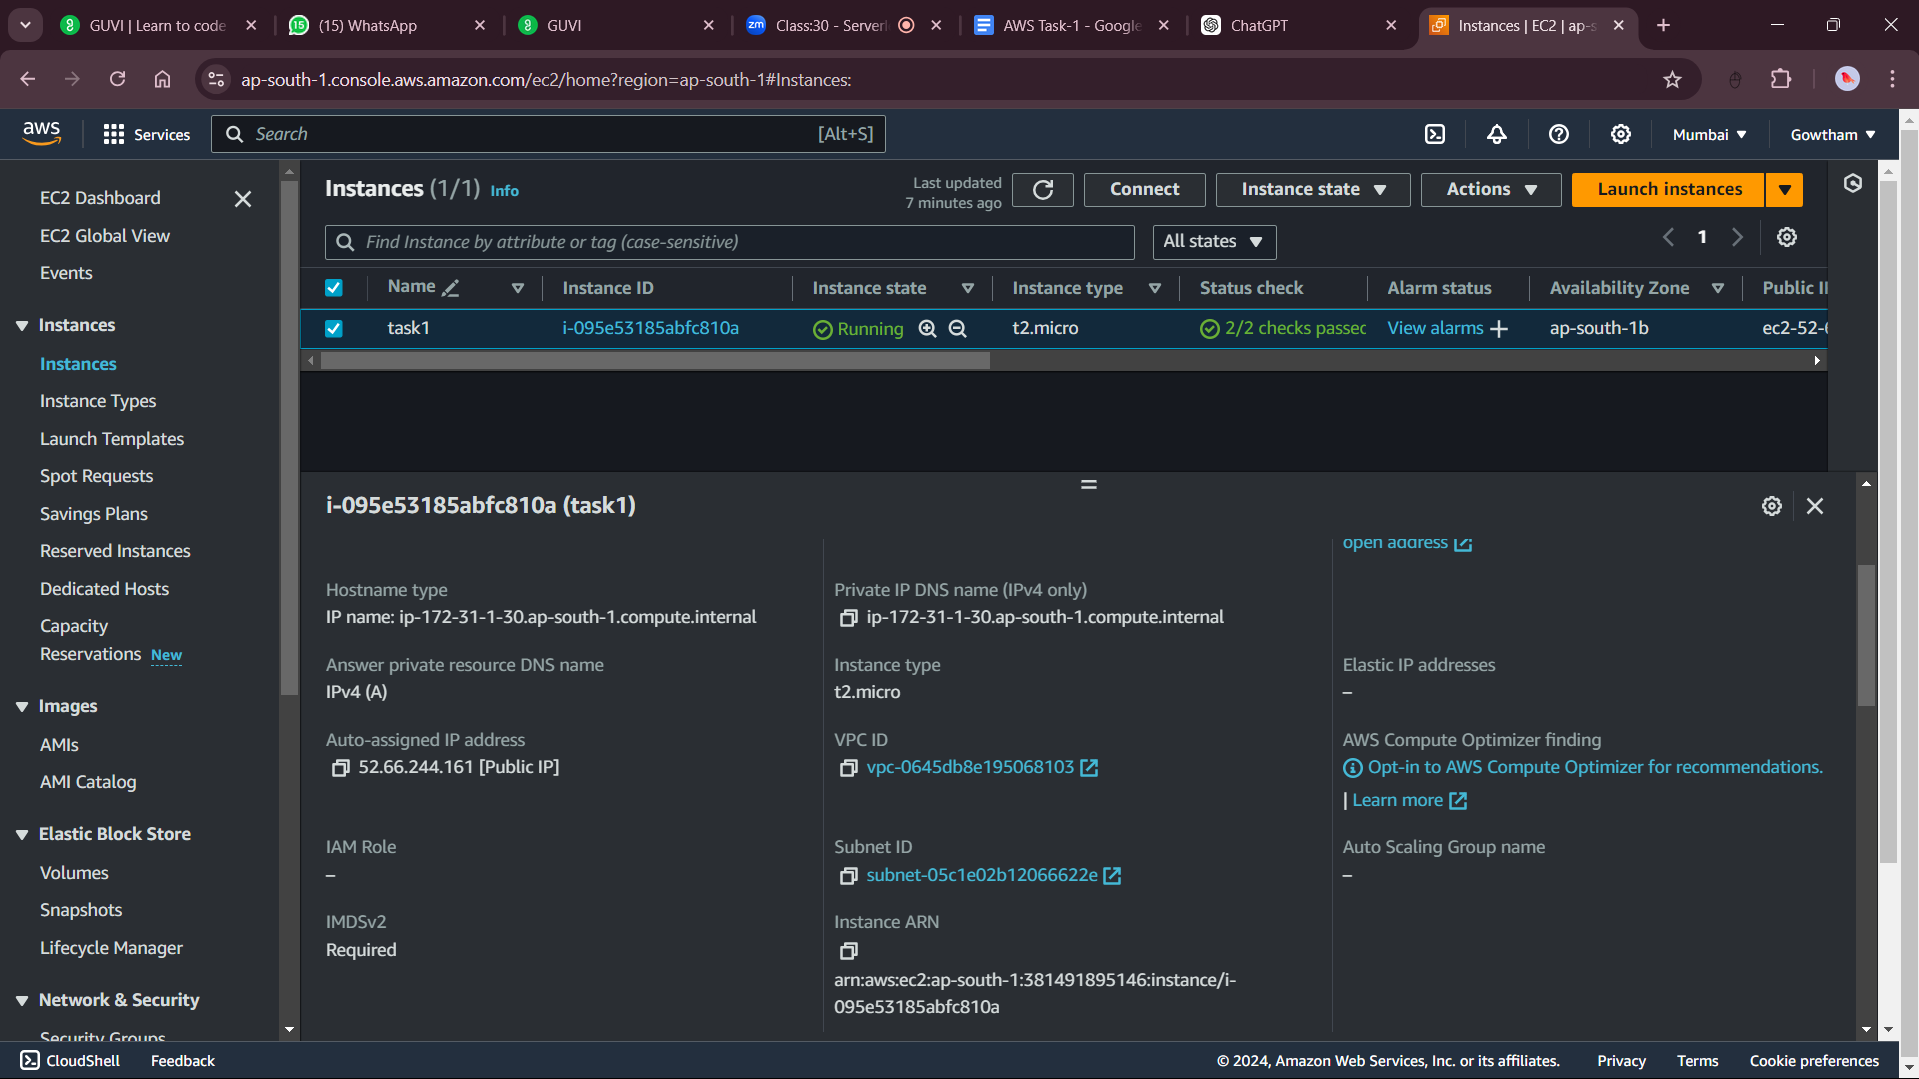 GUVI | Learn to code
(15) WhatsApp
GUVI
Class:30 - Serverl
AWS Task-1 - Google
ChatGPT
Instances | EC2 | ap-s
ap-south-1.console.aws.amazon.com/ec2/home?region=ap-south-1#Instances:
aws
Services
Search
[Alt+S]
Mumbai
Gowtham
EC2 Dashboard
EC2 Global View
Events
Instances
Instances
Instance Types
Launch Templates
Spot Requests
Savings Plans
Reserved Instances
Dedicated Hosts
Capacity
Reservations New
Images
AMIs
AMI Catalog
Elastic Block Store
Volumes
Snapshots
Lifecycle Manager
Network & Security
Security Groups
Instances (1/1) Info
Last updated
7 minutes ago
Connect
Instance state
Actions
Launch instances
Find Instance by attribute or tag (case-sensitive)
All states
1
Name Instance ID Instance state Instance type Status check Alarm status Availability Zone Public I
task1 i-095e53185abfc810a Running t2.micro 2/2 checks passed View alarms + ap-south-1b ec2-52-
i-095e53185abfc810a (task1)
open address
Hostname type
IP name: ip-172-31-1-30.ap-south-1.compute.internal
Private IP DNS name (IPv4 only)
ip-172-31-1-30.ap-south-1.compute.internal
Answer private resource DNS name
IPv4 (A)
Instance type
t2.micro
Elastic IP addresses
–
Auto-assigned IP address
52.66.244.161 [Public IP]
VPC ID
vpc-0645db8e195068103
AWS Compute Optimizer finding
Opt-in to AWS Compute Optimizer for recommendations.
| Learn more
IAM Role
–
Subnet ID
subnet-05c1e02b12066622e
Auto Scaling Group name
–
IMDSv2
Required
Instance ARN
arn:aws:ec2:ap-south-1:381491895146:instance/i-
095e53185abfc810a
CloudShell
Feedback
© 2024, Amazon Web Services, Inc. or its affiliates.
Privacy
Terms
Cookie preferences